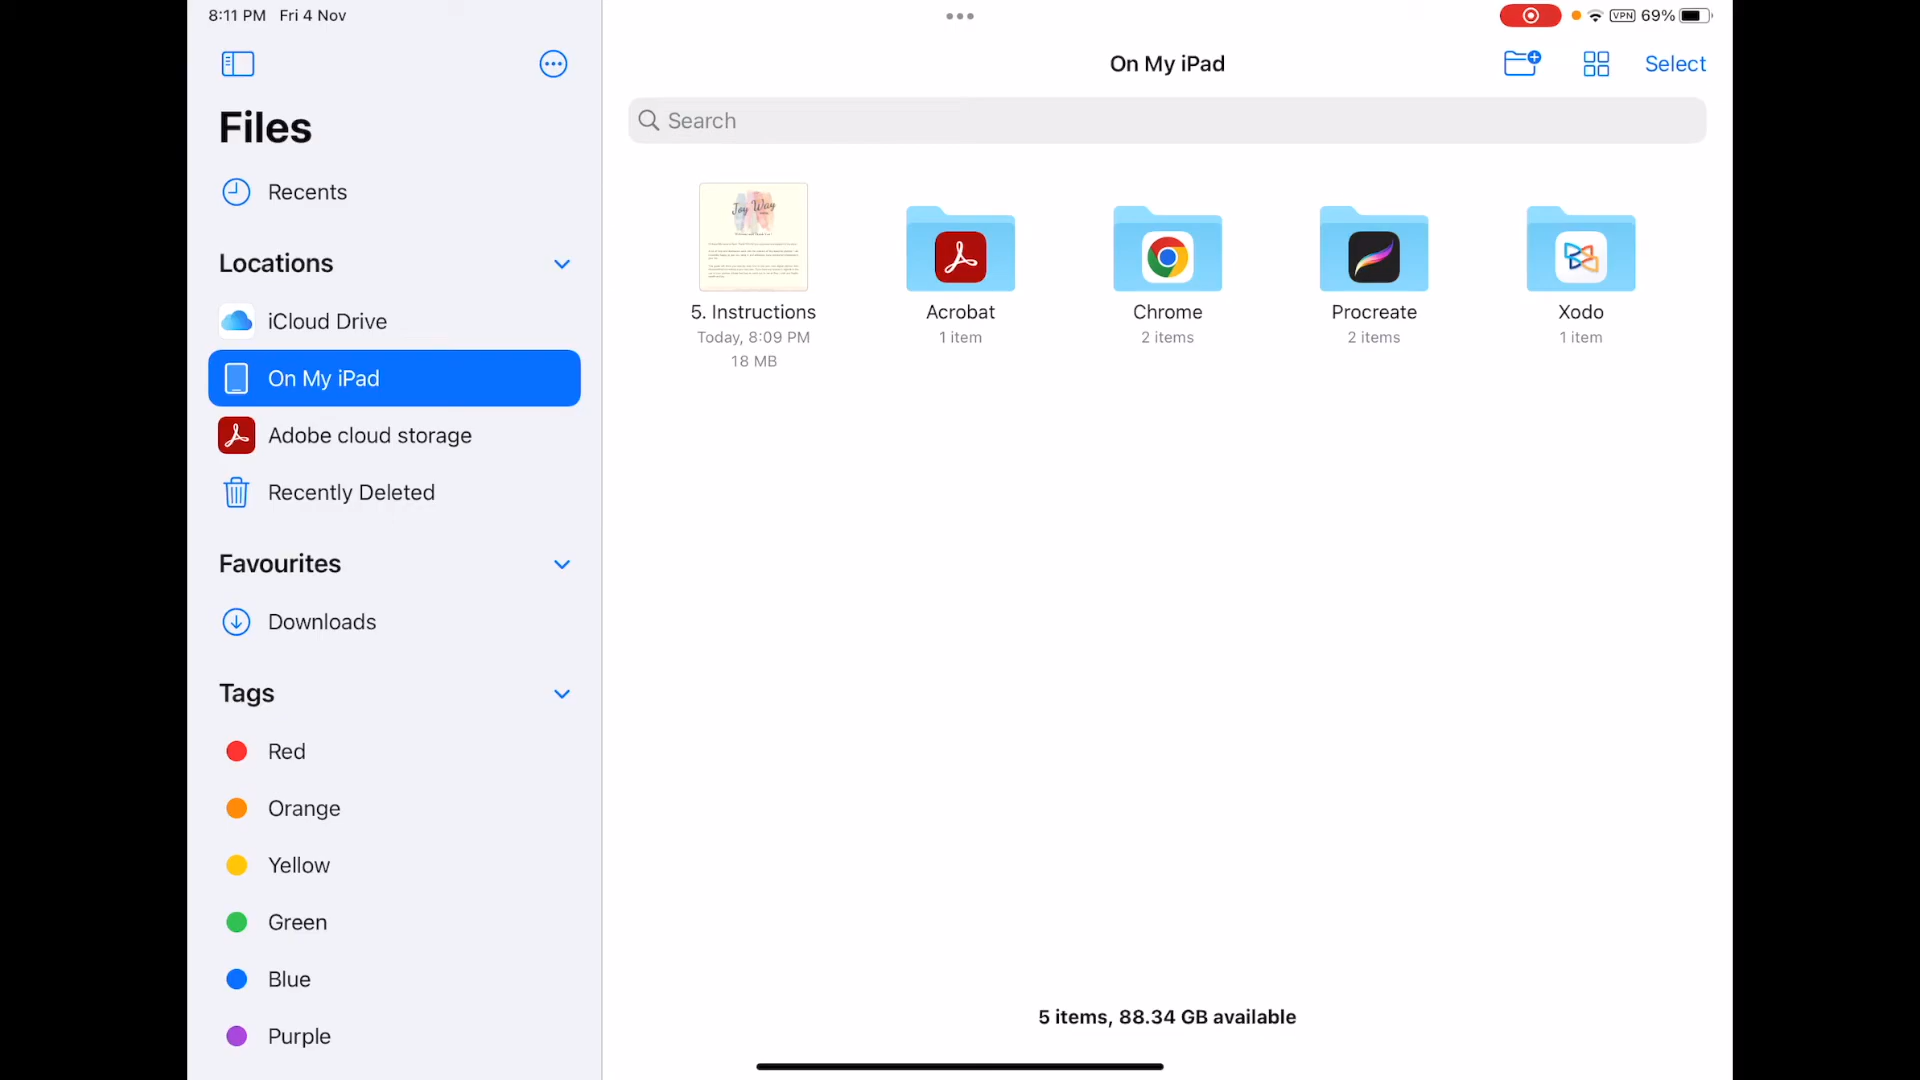 8:11 PM Fri 4 Nov
VPN 69%
Files
Recents
Locations
iCloud Drive
On My iPad
Adobe cloud storage
Recently Deleted
Favourites
Downloads
Tags
Red
Orange
Yellow
Green
Blue
Purple
On My iPad
Select
Search
Joy Way
5. Instructions
Today, 8:09 PM
18 MB
Acrobat
1 item
Chrome
2 items
Procreate
2 items
Xodo
1 item
5 items, 88.34 GB available